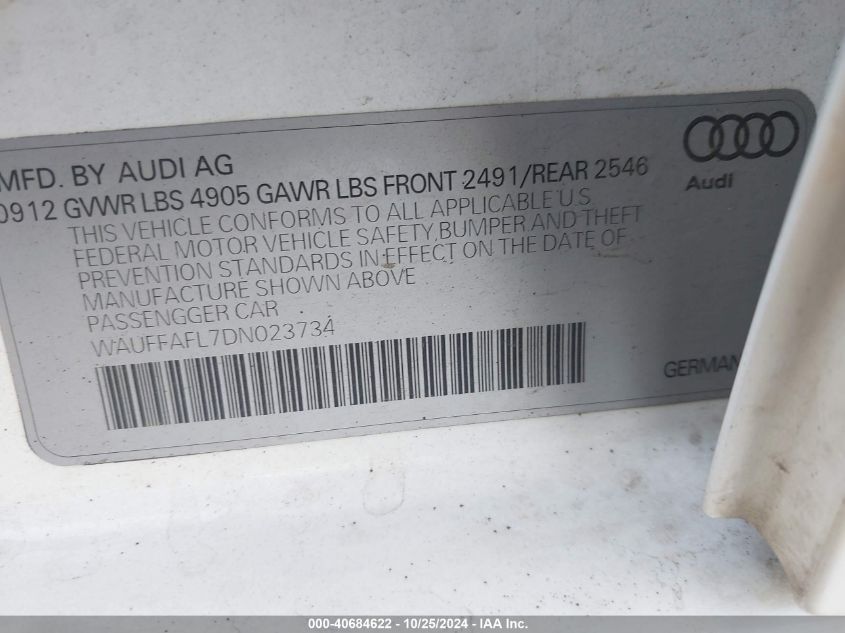 MFD. BY AUDI AG
0912 GVWR LBS 4905 GAWR LBS FRONT 2491/REAR 2546
THIS VEHICLE CONFORMS TO ALL APPLICABLE U.S
FEDERAL MOTOR VEHICLE SAFETY,BUMPER AND THEFT
PREVENTION STANDARDS IN EFFECT ON THE DATE OF
MANUFACTURE SHOWN ABOVE
PASSENGGER CAR
WAUFFAFL7DN023734
Audi
GERMAN
000-40684622 - 10/25/2024 - IAA Inc.